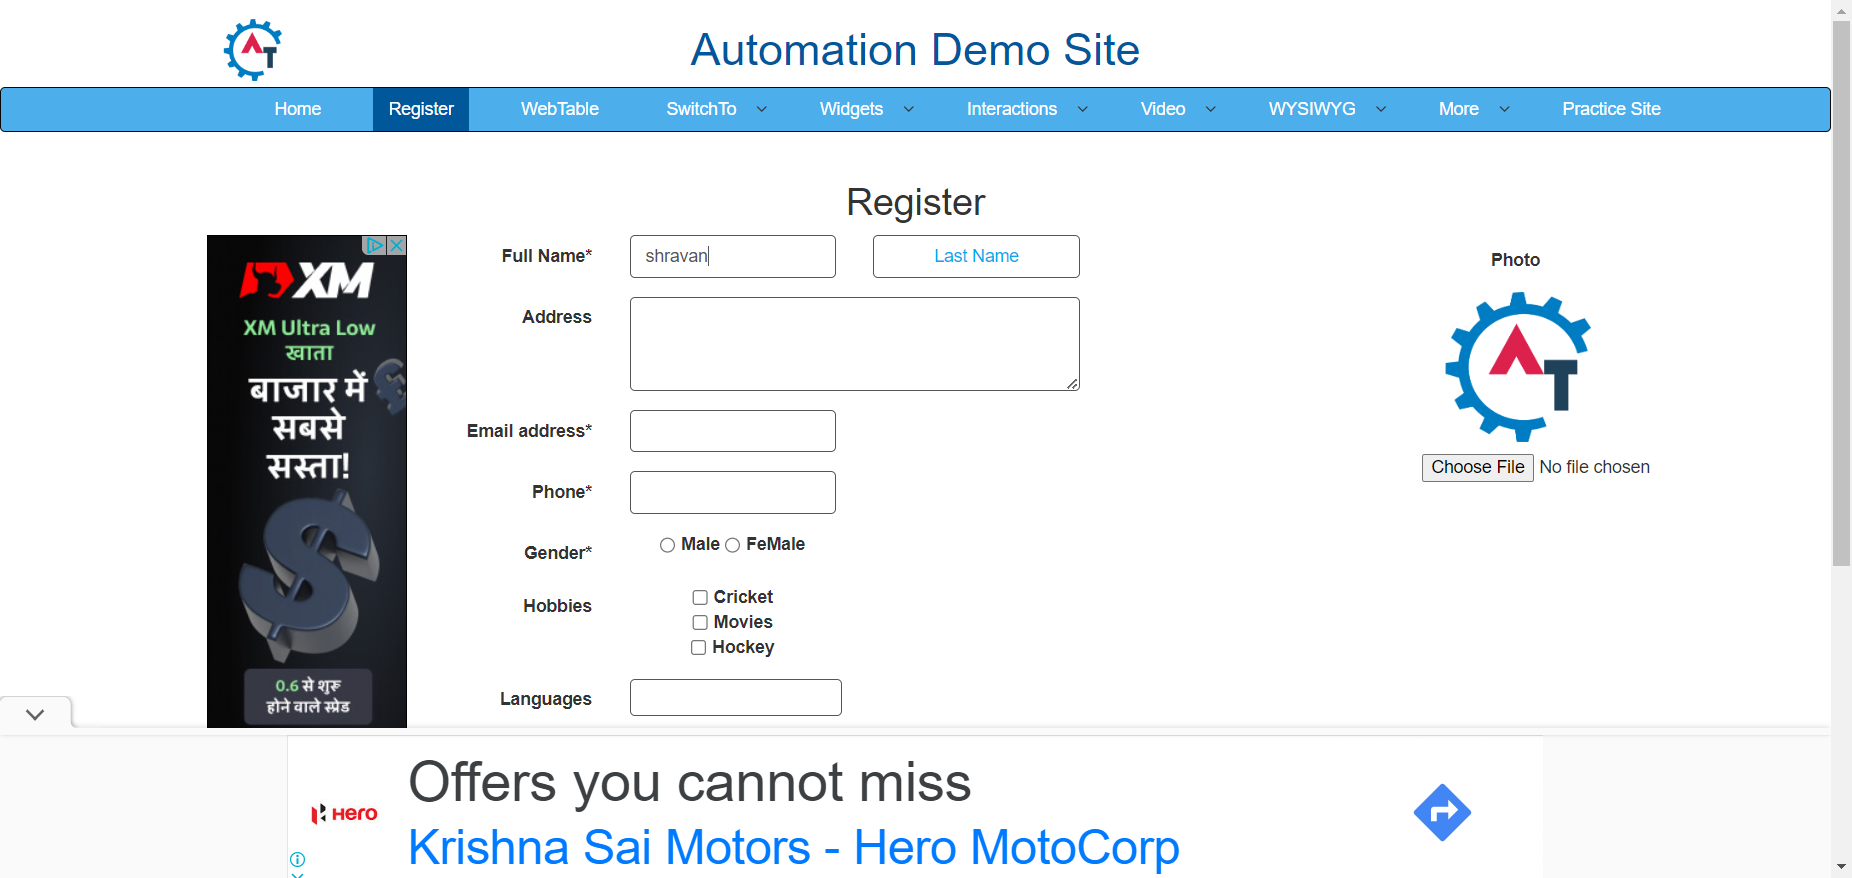 Automation Demo Site
Home Register WebTable SwitchTo Widgets Interactions Video WYSIWYG More Practice Site
Register
XM
XM Ultra Low
खाता
बाजार में
सबसे
सस्ता!
0.6 से शुरू
होने वाले स्प्रेड
Full Name* shravan Last Name
Address
Email address*
Phone*
Gender* Male FeMale
Hobbies Cricket
Movies
Hockey
Languages
Photo
AT
Choose File No file chosen
HERO
Offers you cannot miss
Krishna Sai Motors - Hero MotoCorp